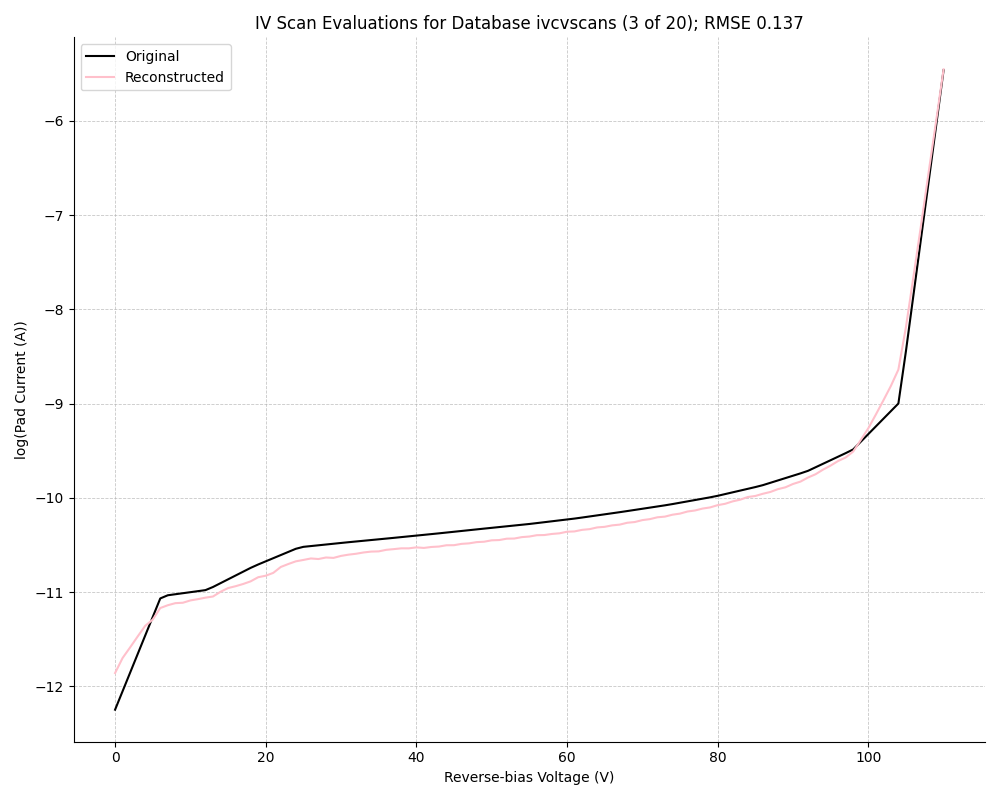 IV Scan Evaluations for Database ivcvscans (3 of 20); RMSE 0.137
Original
Reconstructed
log(Pad Current (A))
−6
−7
−8
−9
−10
−11
−12
0
20
40
60
80
100
Reverse-bias Voltage (V)